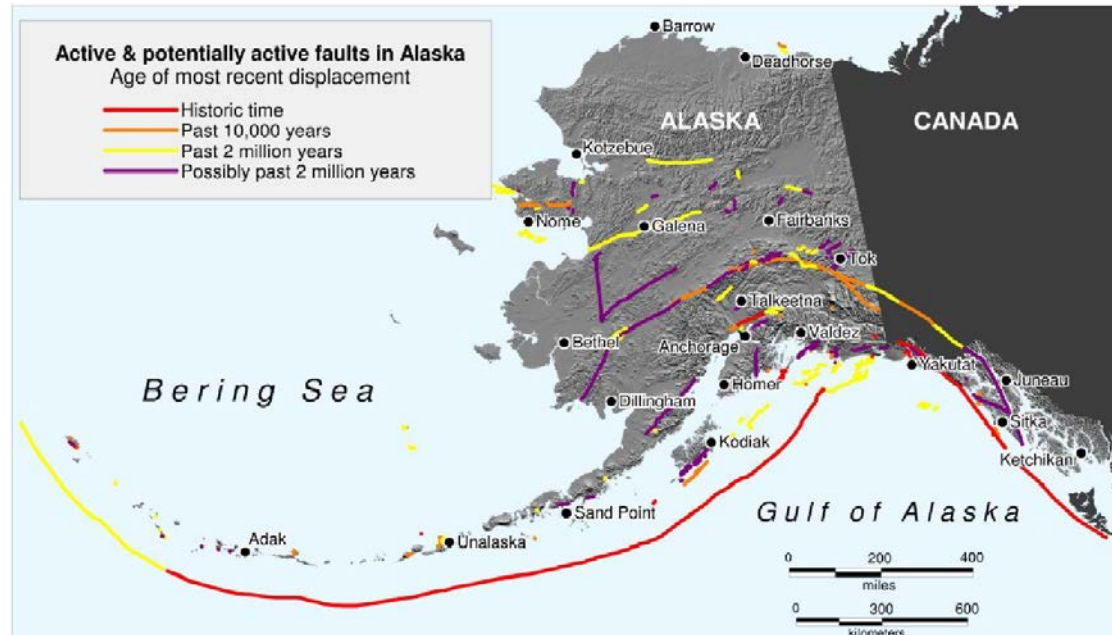 Active & potentially active faults in Alaska
Age of most recent displacement
Historic time
Past 10,000 years
Past 2 million years
Possibly past 2 million years
Barrow
Deadhorse
ALASKA
CANADA
Kotzebue
Nome
Galena
Fairbanks
Tok
Talkeetna
Bethel
Anchorage
Valdez
Yakutat
Juneau
Bering Sea
Homer
Dillingham
Sitka
Kodiak
Ketchikan
Sand Point
Gulf of Alaska
Adak
Unalaska
0 200 400
miles
0 300 600
kilometers